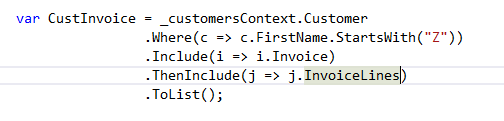 var CustInvoice = _customersContext.Customer
.Where(c => c.FirstName.StartsWith("Z"))
.Include(i => i.Invoice)
.ThenInclude(j => j.InvoiceLines)
.ToList();